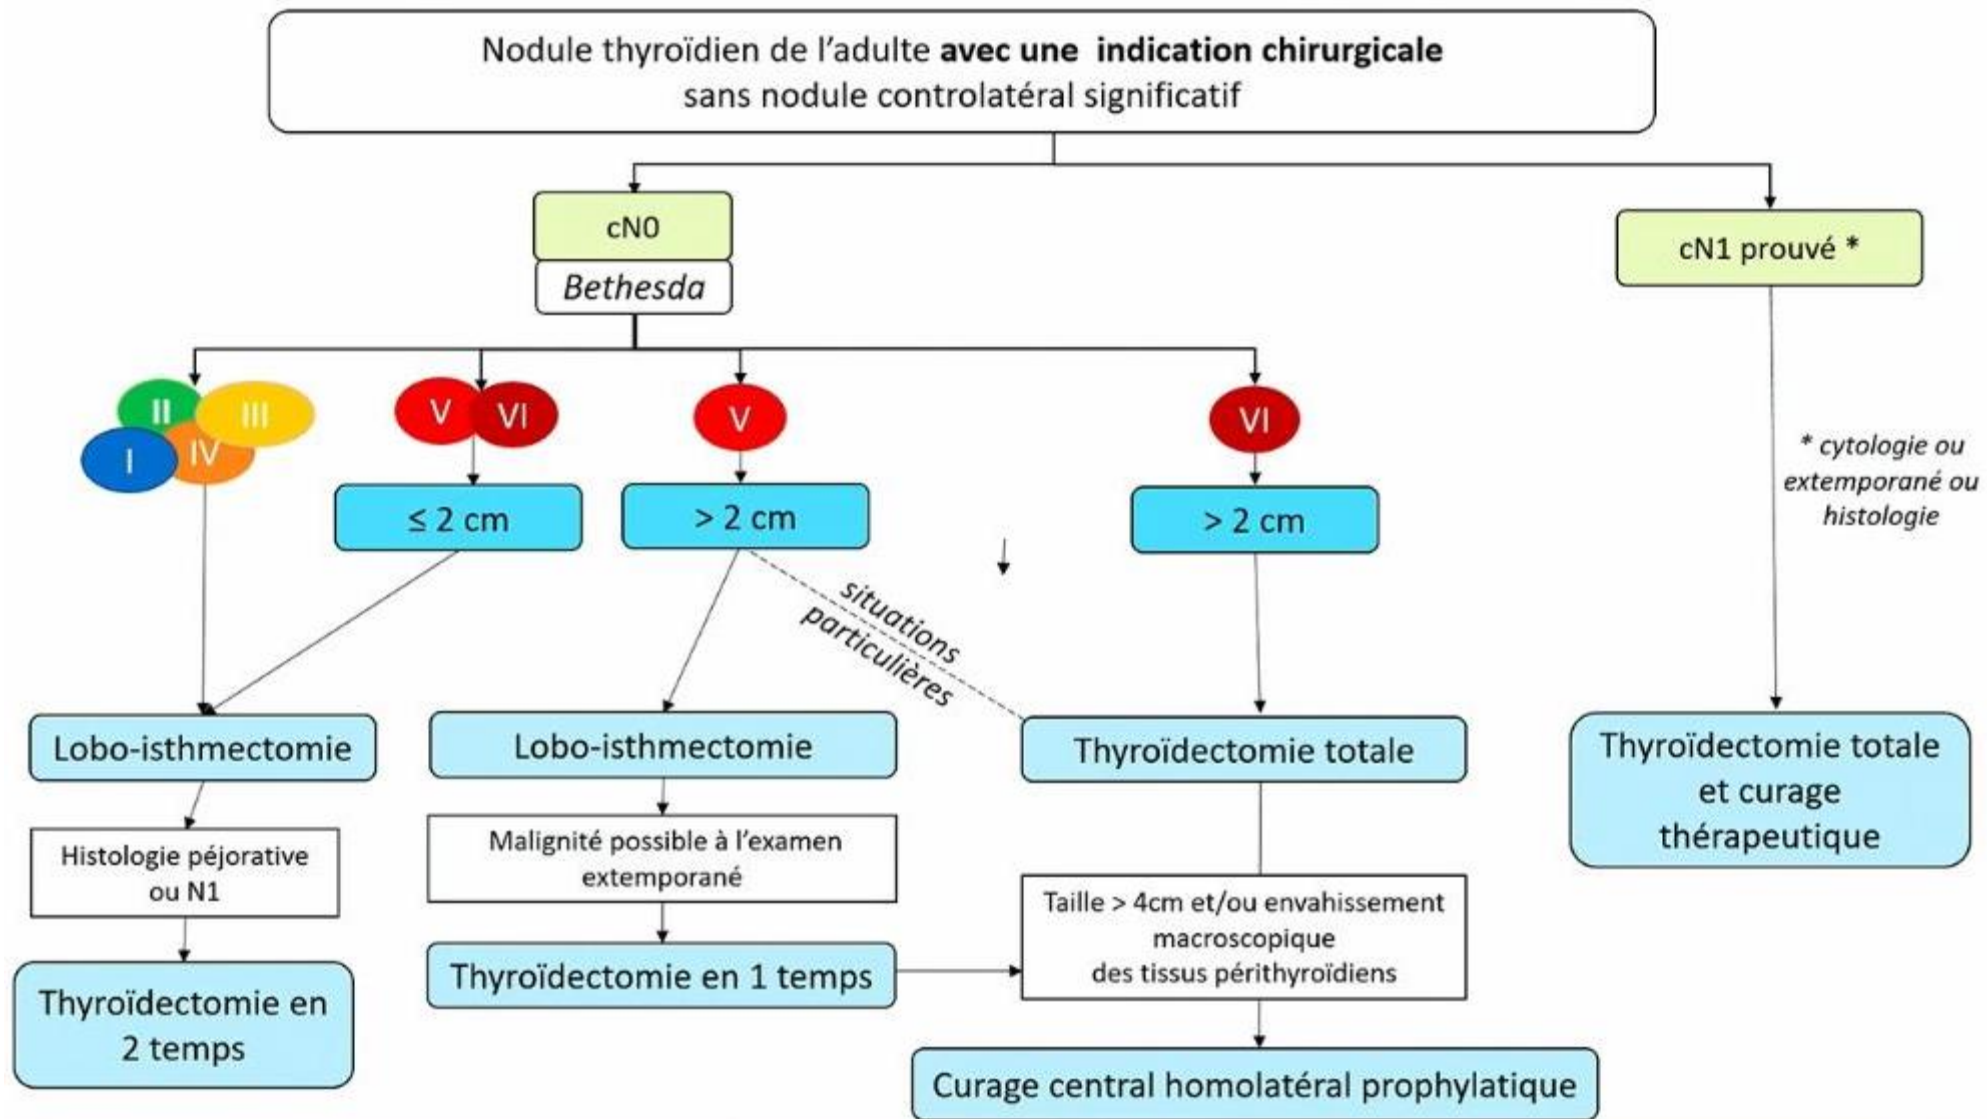 Nodule thyroïdien de l'adulte avec une indication chirurgicale
sans nodule controlatéral significatif
cN0
Bethesda
cN1 prouvé *
II
III
I
IV
V
VI
V
VI
* cytologie ou
extemporané ou
histologie
≤ 2 cm
> 2 cm
> 2 cm
situations
particulières
Lobo-isthmectomie
Lobo-isthmectomie
Thyroïdectomie totale
Thyroïdectomie totale
et curage
thérapeutique
Histologie péjorative
ou N1
Malignité possible à l'examen
extemporané
Taille > 4cm et/ou envahissement
macroscopique
des tissus périthyroïdiens
Thyroïdectomie en
2 temps
Thyroïdectomie en 1 temps
Curage central homolatéral prophylatique